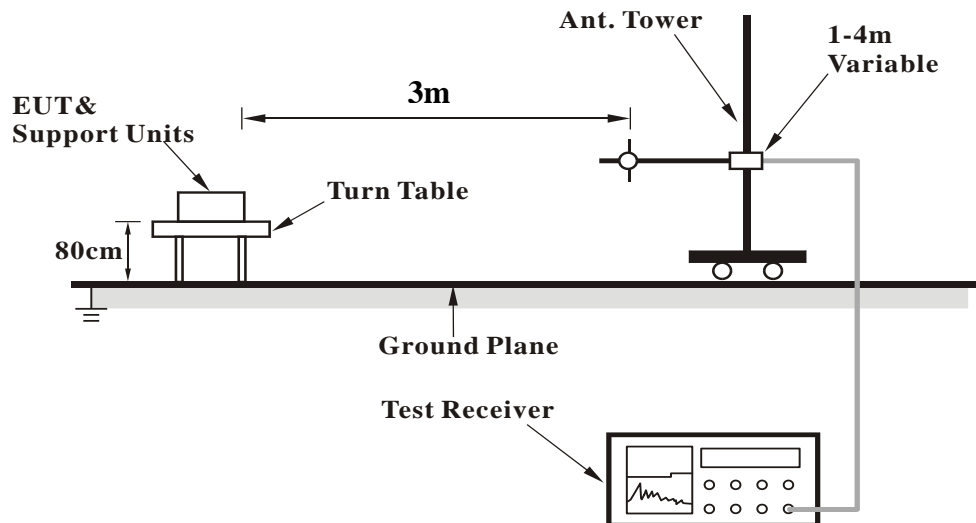 Ant. Tower
1-4m
Variable
3m
EUT&
Support Units
Turn Table
80cm
Ground Plane
Test Receiver